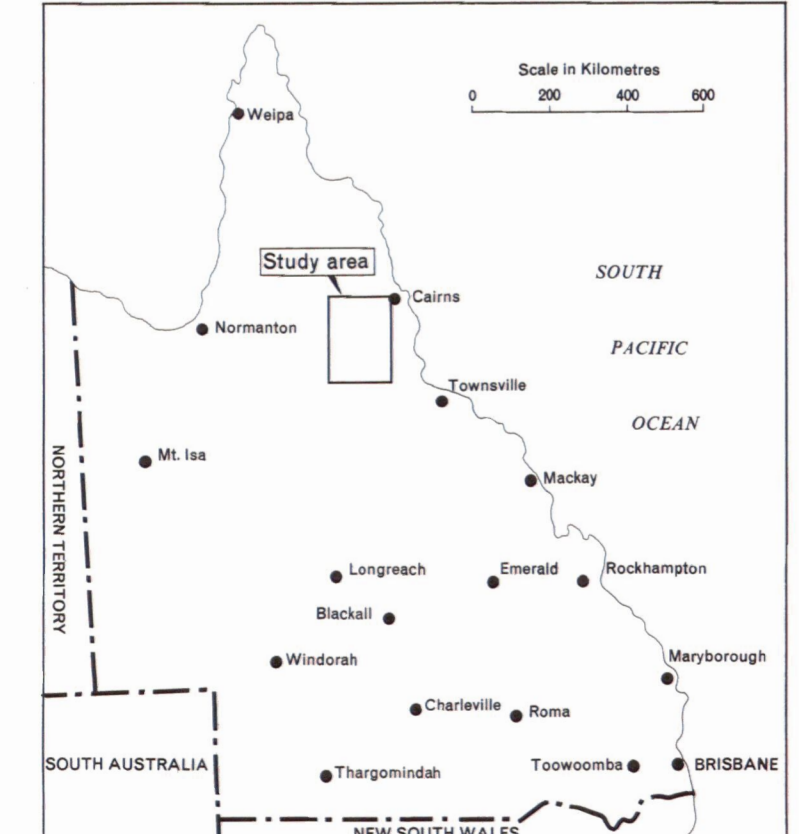 Scale in Kilometres
0 200 400 600
Weipa
Study area
SOUTH
Cairns
Normanton
PACIFIC
Townsville
OCEAN
Mt. Isa
NORTHERN TERRITORY
Mackay
Longreach
Emerald
Rockhampton
Blackall
Windorah
Maryborough
Charleville
Roma
SOUTH AUSTRALIA
Thargomindah
Toowoomba
BRISBANE
NEW SOUTH WALES